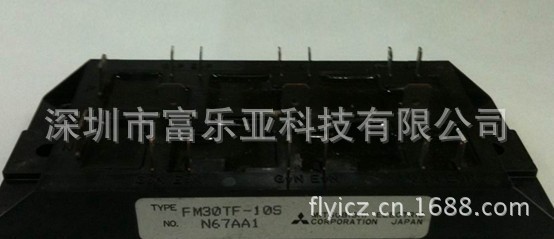 深圳市富乐亚科技有限公司
TYPE FM30TF-10S
NO. N67AA1
CORPORATION JAPAN
flyicz.cn.1688.com